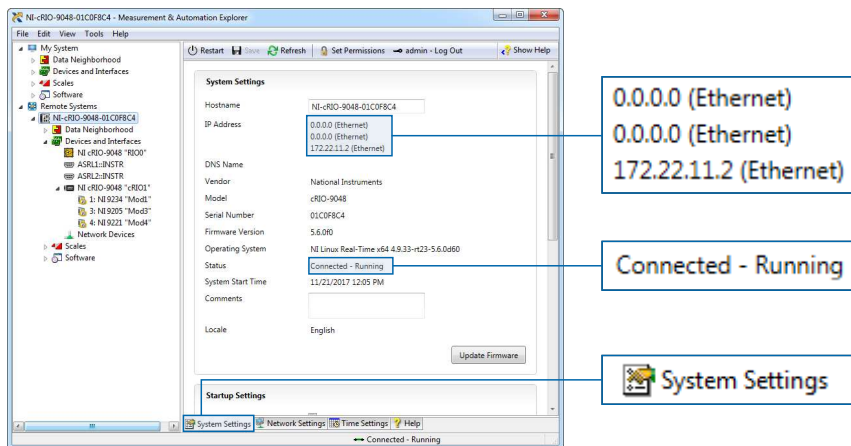 NI-cRIO-9048-01C0F8C4 - Measurement & Automation Explorer
File Edit View Tools Help
My System
Data Neighborhood
Devices and Interfaces
Scales
Software
Remote Systems
NI-cRIO-9048-01C0F8C4
Data Neighborhood
Devices and Interfaces
NI cRIO-9048 "RIO0"
ASRL1::INSTR
ASRL2::INSTR
NI cRIO-9048 "cRIO1"
1: NI 9234 "Mod1"
3: NI 9205 "Mod3"
4: NI 9221 "Mod4"
Network Devices
Scales
Software
Restart Save Refresh Set Permissions admin - Log Out Show Help
System Settings
Hostname NI-cRIO-9048-01C0F8C4
IP Address 0.0.0.0 (Ethernet)
0.0.0.0 (Ethernet)
172.22.11.2 (Ethernet)
DNS Name
Vendor National Instruments
Model cRIO-9048
Serial Number 01C0F8C4
Firmware Version 5.6.0f0
Operating System NI Linux Real-Time x64 4.9.33-rt23-5.6.0d60
Status Connected - Running
System Start Time 11/21/2017 12:05 PM
Comments
Locale English
Update Firmware
Startup Settings
System Settings Network Settings Time Settings Help
Connected - Running
0.0.0.0 (Ethernet)
0.0.0.0 (Ethernet)
172.22.11.2 (Ethernet)
Connected - Running
System Settings